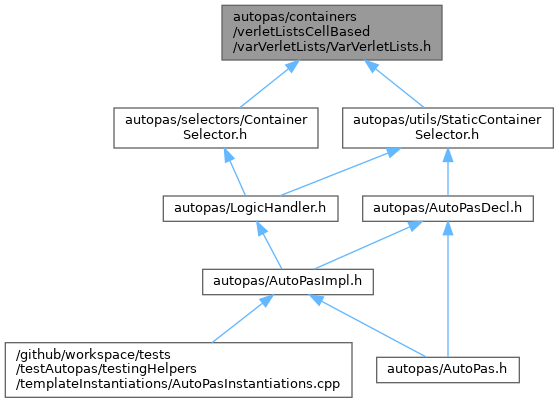 autopas/containers
/verletListsCellBased
/varVerletLists/VarVerletLists.h
autopas/selectors/Container
Selector.h
autopas/utils/StaticContainer
Selector.h
autopas/LogicHandler.h
autopas/AutoPasDecl.h
autopas/AutoPasImpl.h
/github/workspace/tests
/testAutopas/testingHelpers
/templateInstantiations/AutoPasInstantiations.cpp
autopas/AutoPas.h